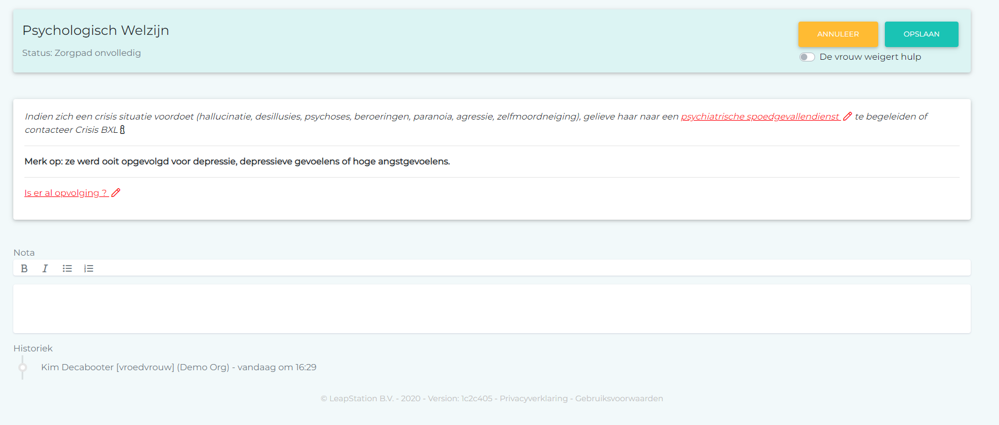 Psychologisch Welzijn
ANNULEER
OPSLAAN
Status: Zorgpad onvolledig
De vrouw weigert hulp
Indien zich een crisis situatie voordoet (hallucinatie, desillusies, psychoses, beroeringen, paranoia, agressie, zelfmoordneiging), gelieve haar naar een psychiatrische spoedgevallendienst te begeleiden of
contacteer Crisis BXL
Merk op: ze werd ooit opgevolgd voor depressie, depressieve gevoelens of hoge angstgevoelens.
Is er al opvolging ?
Nota
B I
Historiek
Kim Decabooter [vroedvrouw] (Demo Org) - vandaag om 16:29
© LeapStation B.V. - 2020 - Version: 1c2c405 - Privacyverklaring - Gebruiksvoorwaarden